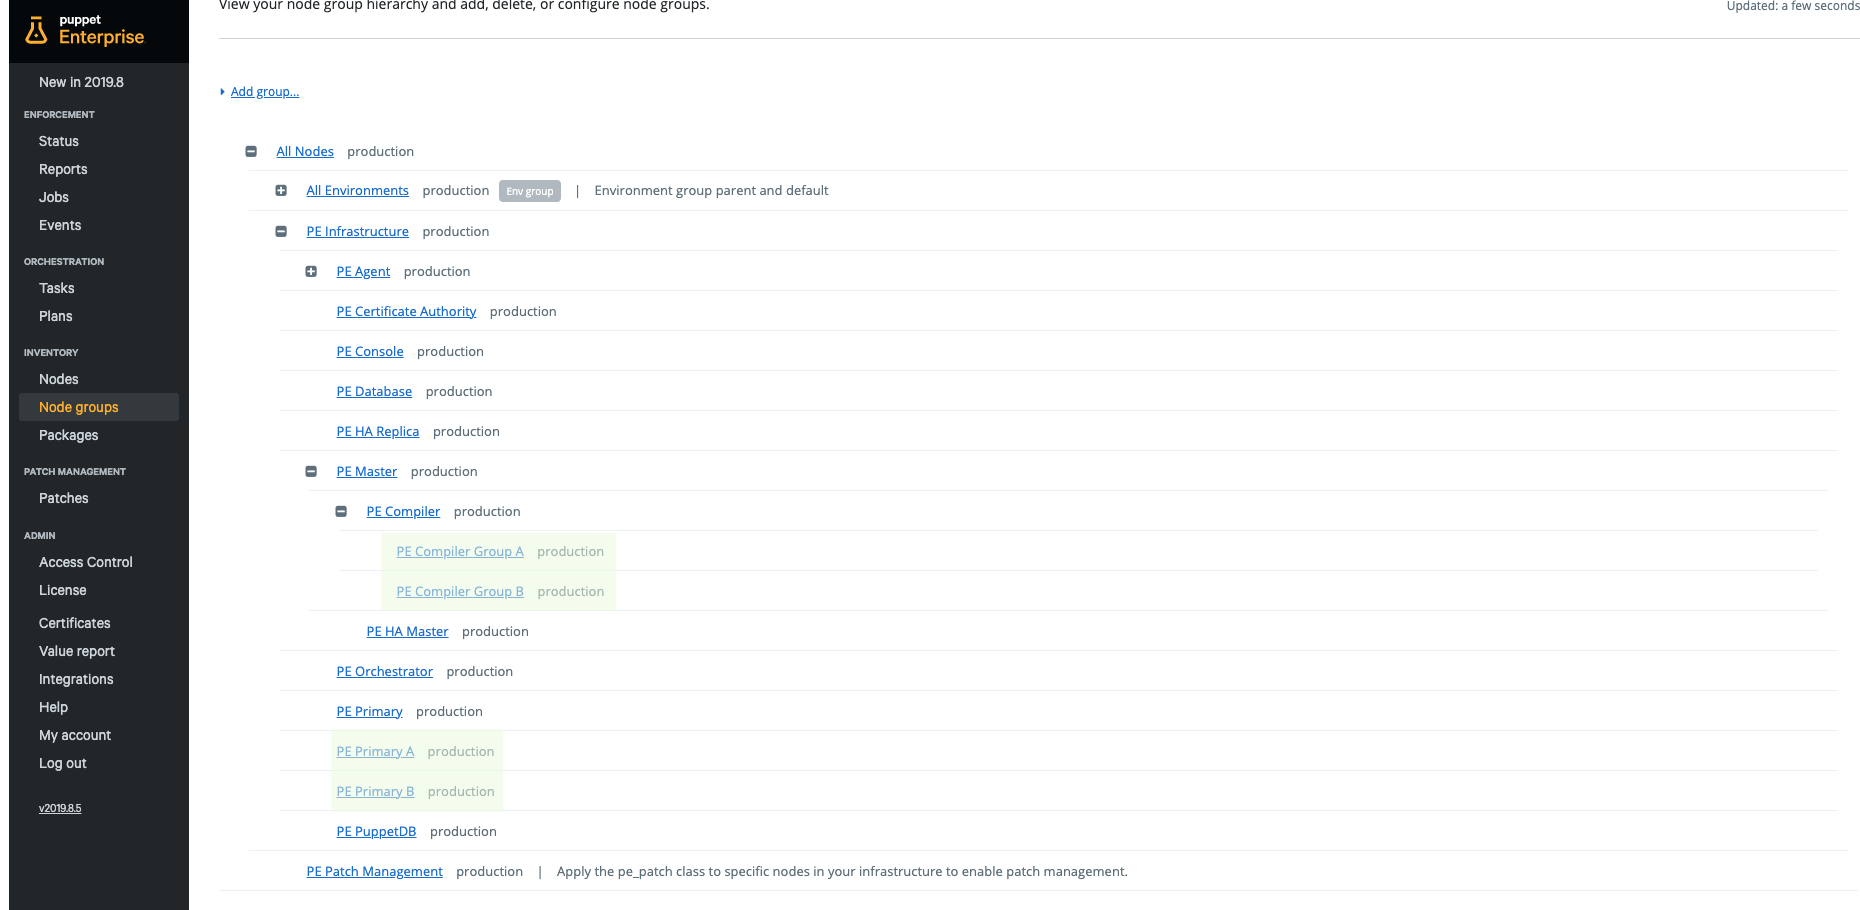 View your node group hierarchy and add, delete, or configure node groups.
Updated: a few seconds
puppet
Enterprise
New in 2019.8
ENFORCEMENT
Status
Reports
Jobs
Events
ORCHESTRATION
Tasks
Plans
INVENTORY
Nodes
Node groups
Packages
PATCH MANAGEMENT
Patches
ADMIN
Access Control
License
Certificates
Value report
Integrations
Help
My account
Log out
v2019.8.5
Add group...
All Nodes production
All Environments production Env group | Environment group parent and default
PE Infrastructure production
PE Agent production
PE Certificate Authority production
PE Console production
PE Database production
PE HA Replica production
PE Master production
PE Compiler production
PE Compiler Group A production
PE Compiler Group B production
PE HA Master production
PE Orchestrator production
PE Primary production
PE Primary A production
PE Primary B production
PE PuppetDB production
PE Patch Management production | Apply the pe_patch class to specific nodes in your infrastructure to enable patch management.